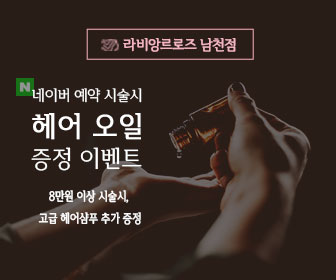 라비앙르로즈 남천점
N
네이버 예약 시술시
헤어 오일
증정 이벤트
8만원 이상 시술시,
고급 헤어샴푸 추가 증정